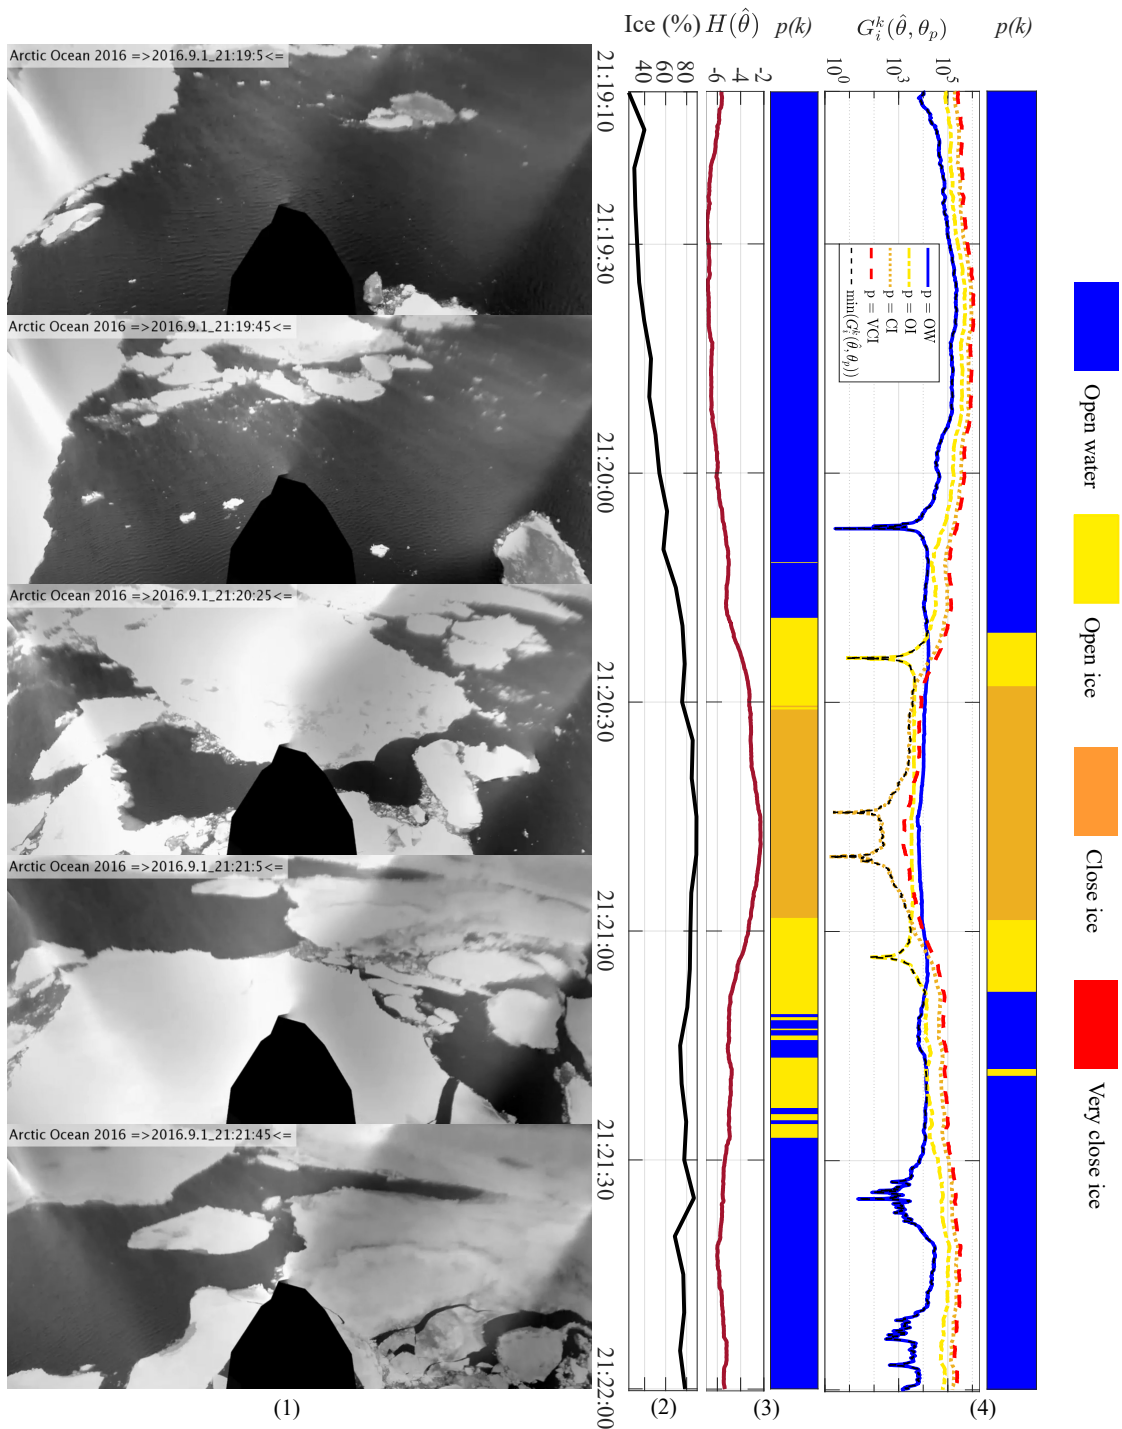 Ice (%) H(θ̂) p(k) G_i^k(θ̂, θ_p) p(k)
40 60 80 -6 -4 -2 10^0 10^3 10^5
Arctic Ocean 2016 =>2016.9.1_21:19:5<=
21:19:10
21:19:30
p = OW
p = OI
p = CI
p = VCI
min(G_i^k(θ̂, θ_p))
Arctic Ocean 2016 =>2016.9.1_21:19:45<=
21:20:00
Arctic Ocean 2016 =>2016.9.1_21:20:25<=
21:20:30
Arctic Ocean 2016 =>2016.9.1_21:21:5<=
21:21:00
Arctic Ocean 2016 =>2016.9.1_21:21:45<=
21:21:30
21:22:00
Open water
Open ice
Close ice
Very close ice
(1) (2) (3) (4)